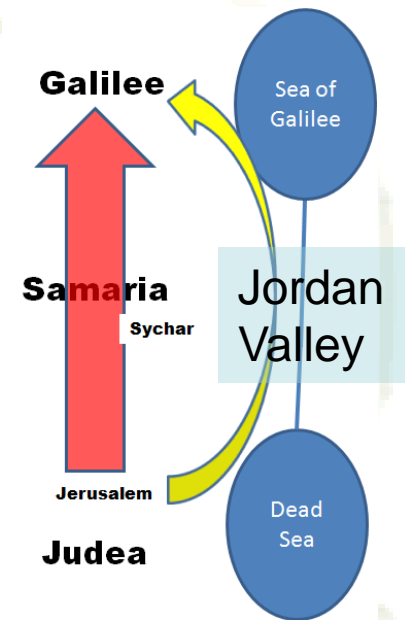 Galilee
Sea of
Galilee
Samaria
Sychar
Jordan
Valley
Jerusalem
Dead
Sea
Judea